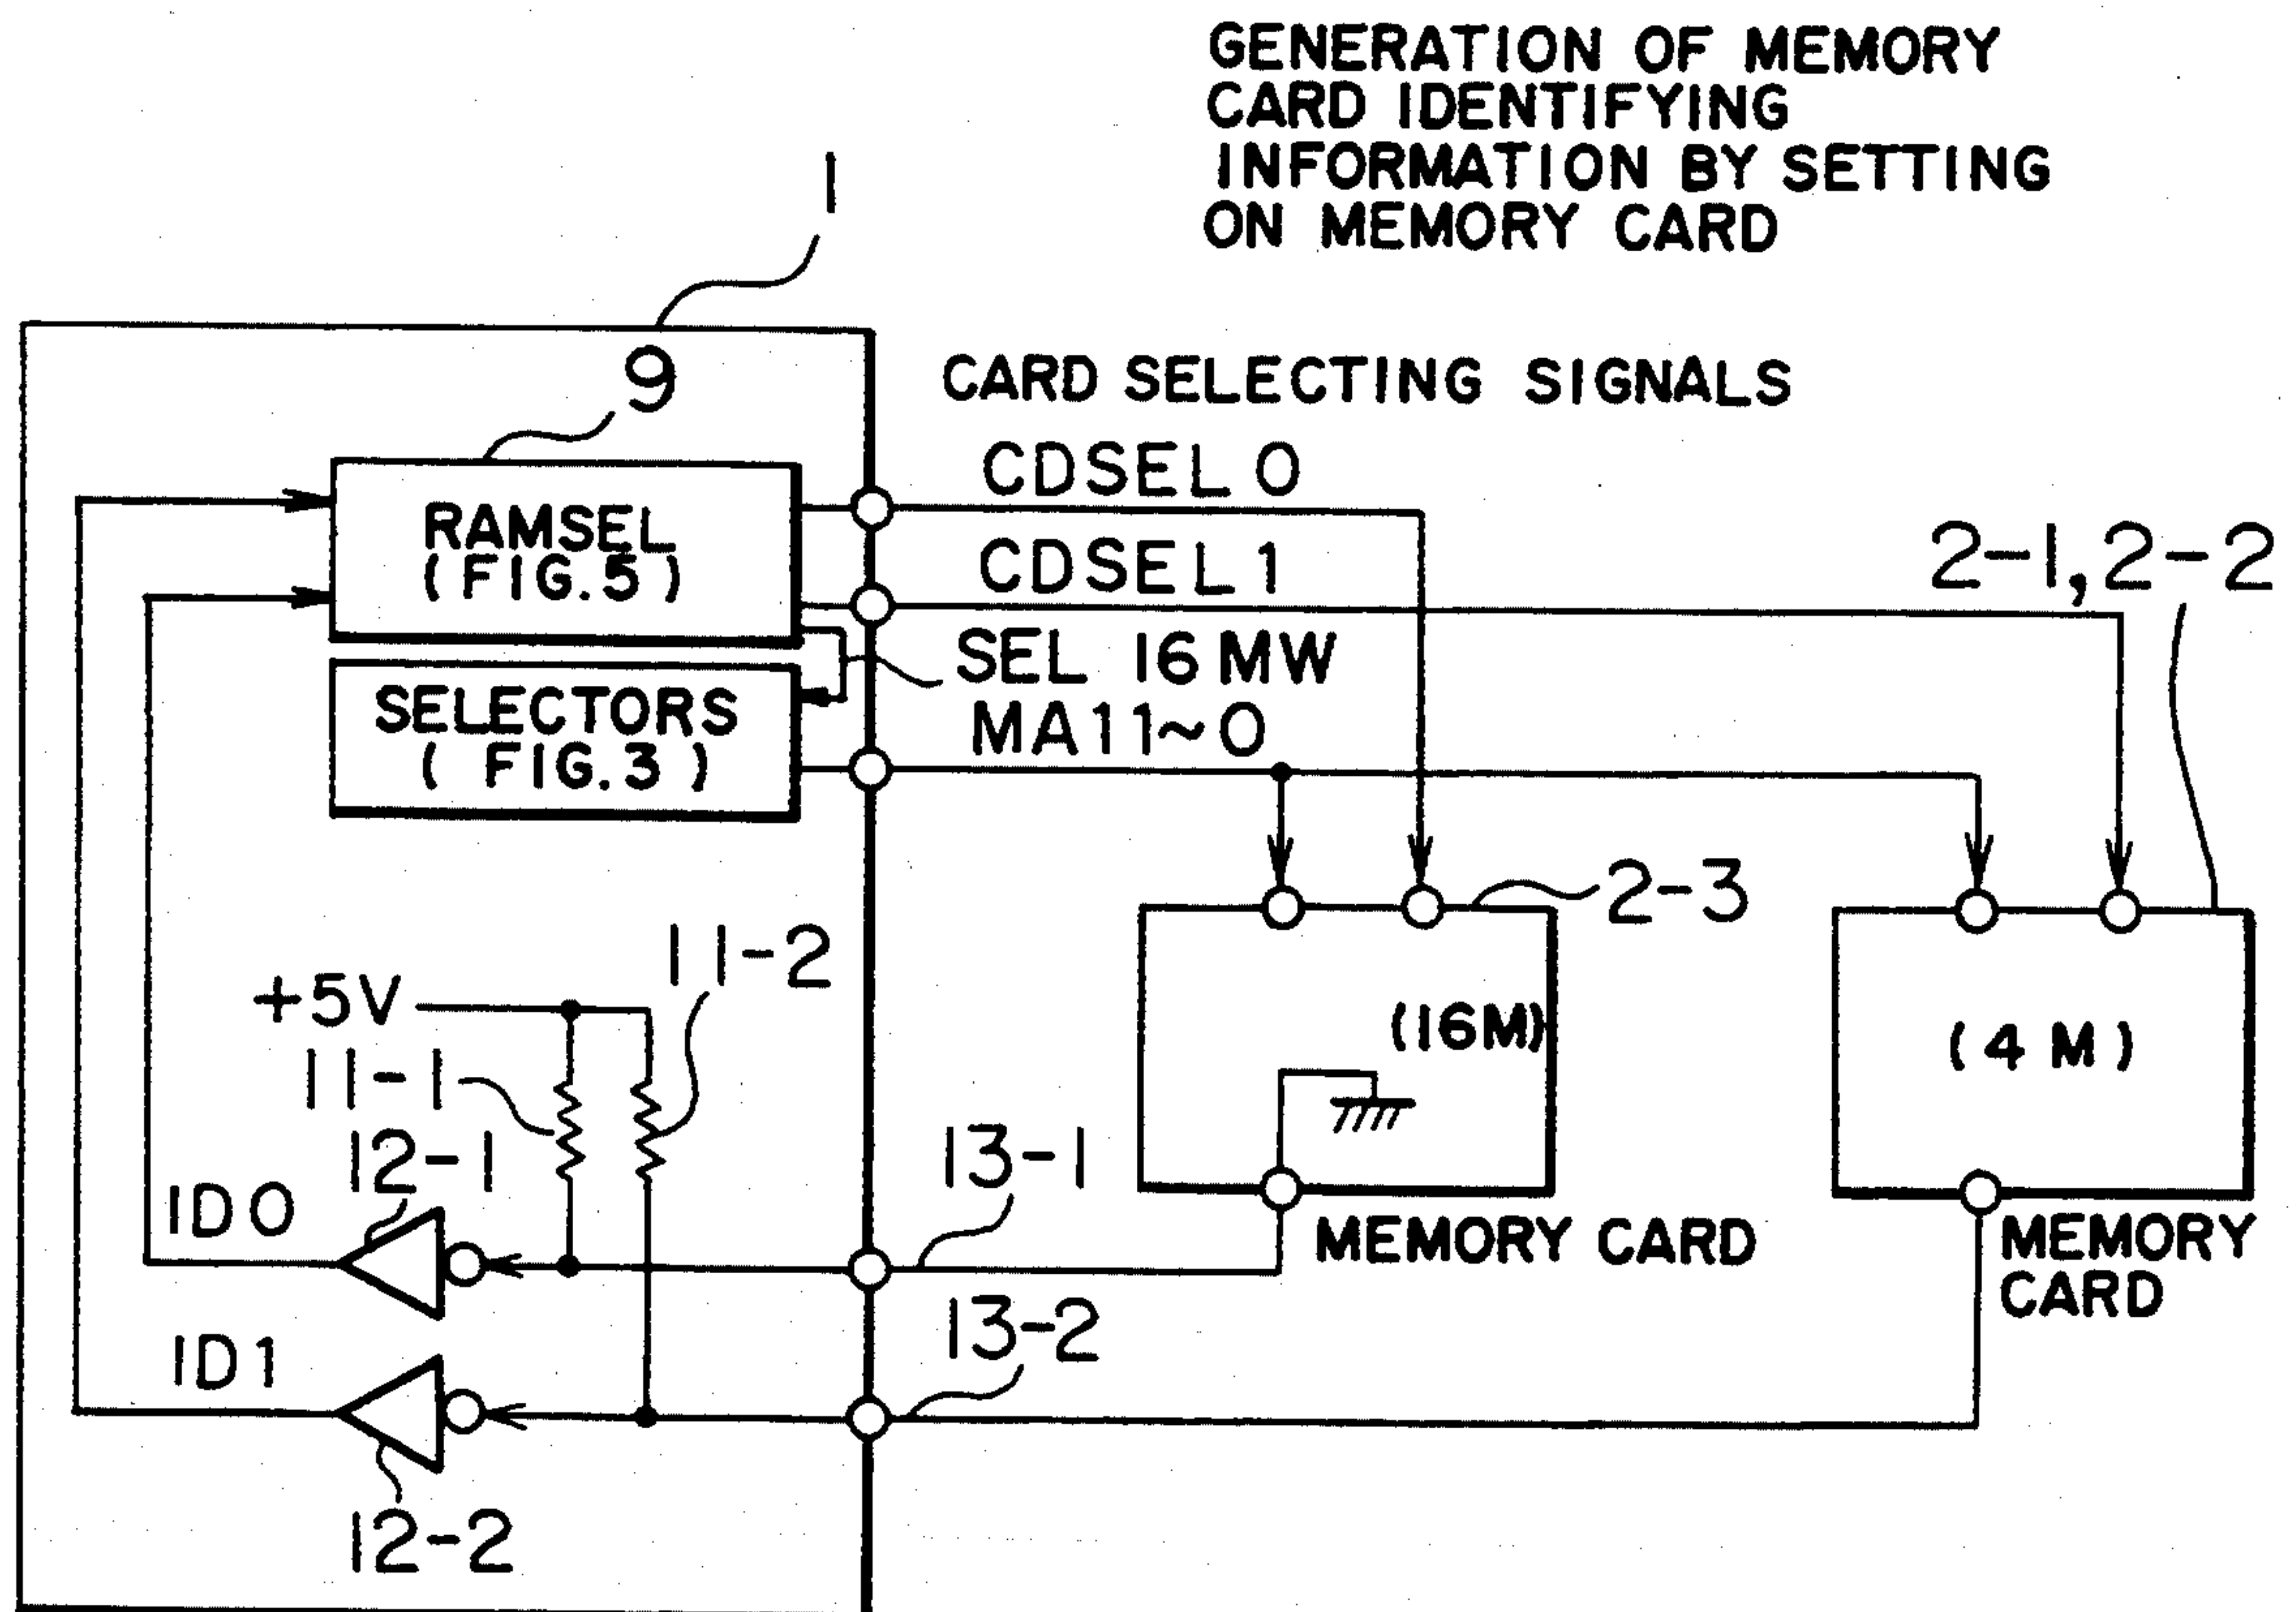 GENERATION OF MEMORY
CARD IDENTIFYING
INFORMATION BY SETTING
ON MEMORY CARD
1
9
CARD SELECTING SIGNALS
RAMSEL
(FIG.5)
CDSEL 0
CDSEL 1
2-1, 2-2
SEL 16MW
SELECTORS
( FIG.3 )
MA11~0
2-3
11-2
+5V
(16M)
(4M)
11-1
12-1
13-1
ID0
MEMORY CARD
MEMORY
CARD
13-2
ID1
12-2